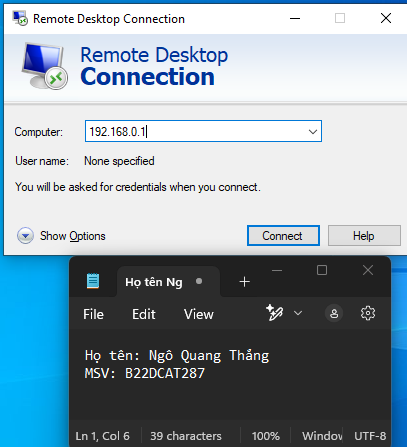 Remote Desktop Connection
Remote Desktop
Connection
Computer: 192.168.0.1
User name: None specified
You will be asked for credentials when you connect.
Show Options Connect Help
Họ tên Ng
File Edit View
Họ tên: Ngô Quang Thắng
MSV: B22DCAT287
Ln 1, Col 6 39 characters 100% Window UTF-8